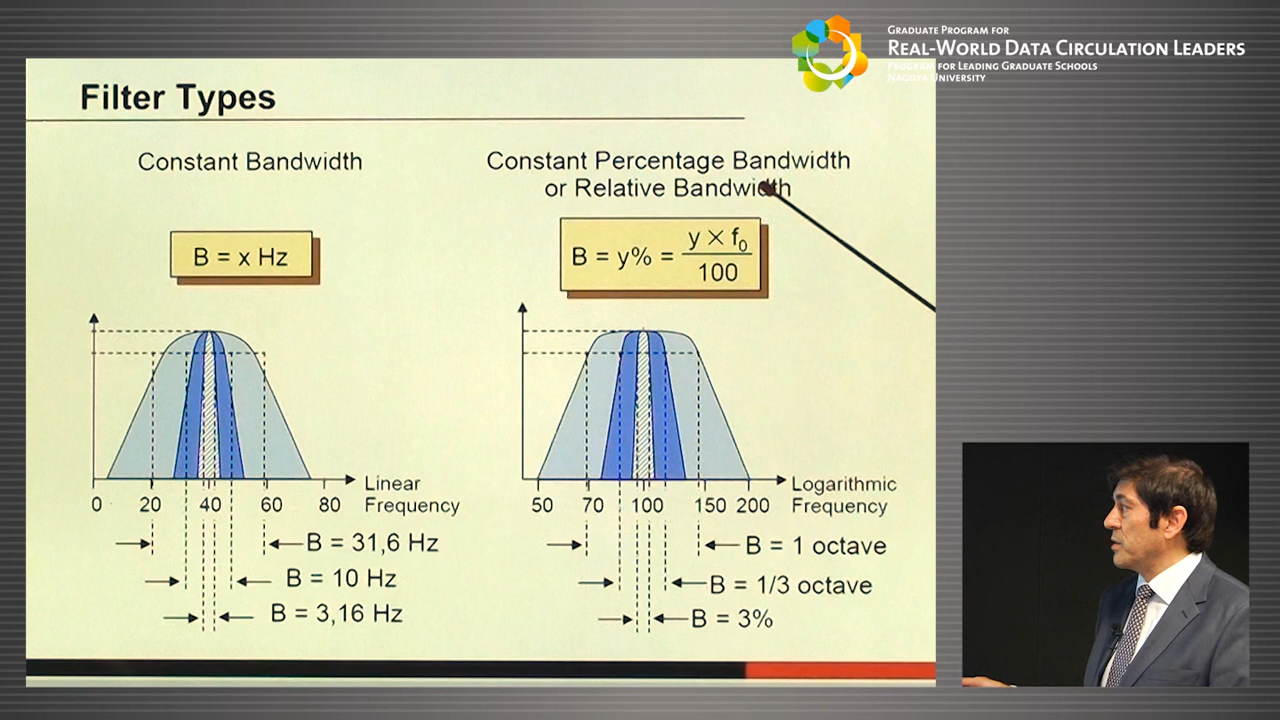 GRADUATE PROGRAM FOR
REAL-WORLD DATA CIRCULATION LEADERS
PROGRAM FOR LEADING GRADUATE SCHOOLS
NAGOYA UNIVERSITY
Filter Types
Constant Bandwidth
B = x Hz
0 20 40 60 80
Linear
Frequency
B = 31,6 Hz
B = 10 Hz
B = 3,16 Hz
Constant Percentage Bandwidth
or Relative Bandwidth
B = y% = y × f₀
100
50 70 100 150 200
Logarithmic
Frequency
B = 1 octave
B = 1/3 octave
B = 3%